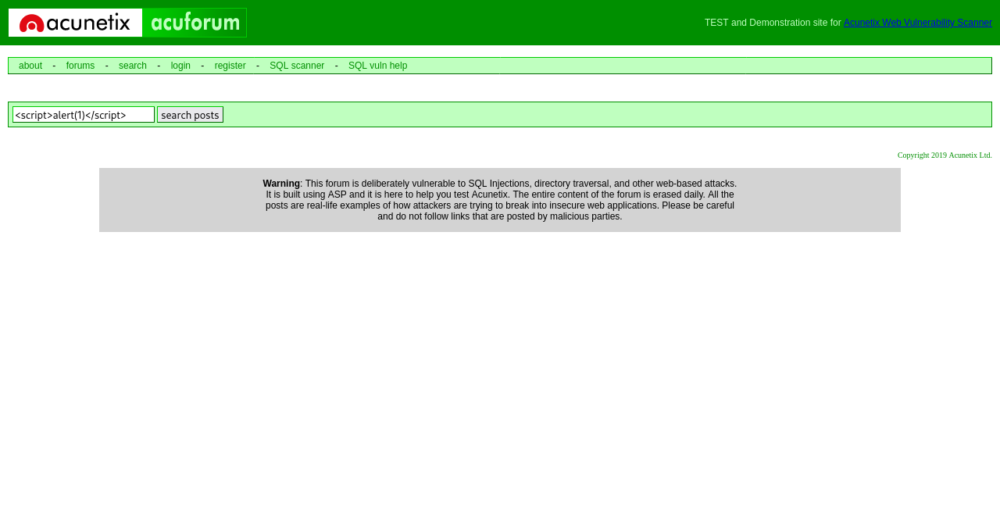 acunetix acuforum
TEST and Demonstration site for Acunetix Web Vulnerability Scanner
about - forums - search - login - register - SQL scanner - SQL vuln help
<script>alert(1)</script> search posts
Copyright 2019 Acunetix Ltd.
Warning: This forum is deliberately vulnerable to SQL Injections, directory traversal, and other web-based attacks.
It is built using ASP and it is here to help you test Acunetix. The entire content of the forum is erased daily. All the
posts are real-life examples of how attackers are trying to break into insecure web applications. Please be careful
and do not follow links that are posted by malicious parties.